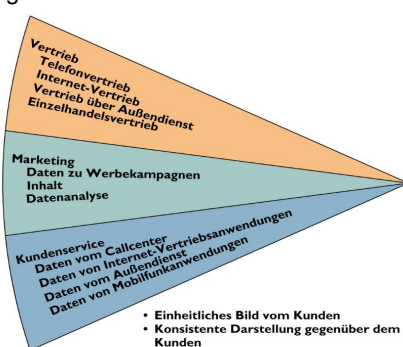 Vertrieb
Telefonvertrieb
Internet-Vertrieb
Vertrieb über Außendienst
Einzelhandelsvertrieb
Marketing
Daten zu Werbekampagnen
Inhalt
Datenanalyse
Kundenservice
Daten vom Callcenter
Daten von Internet-Vertriebsanwendungen
Daten vom Außendienst
Daten von Mobilfunkanwendungen
• Einheitliches Bild vom Kunden
• Konsistente Darstellung gegenüber dem
Kunden